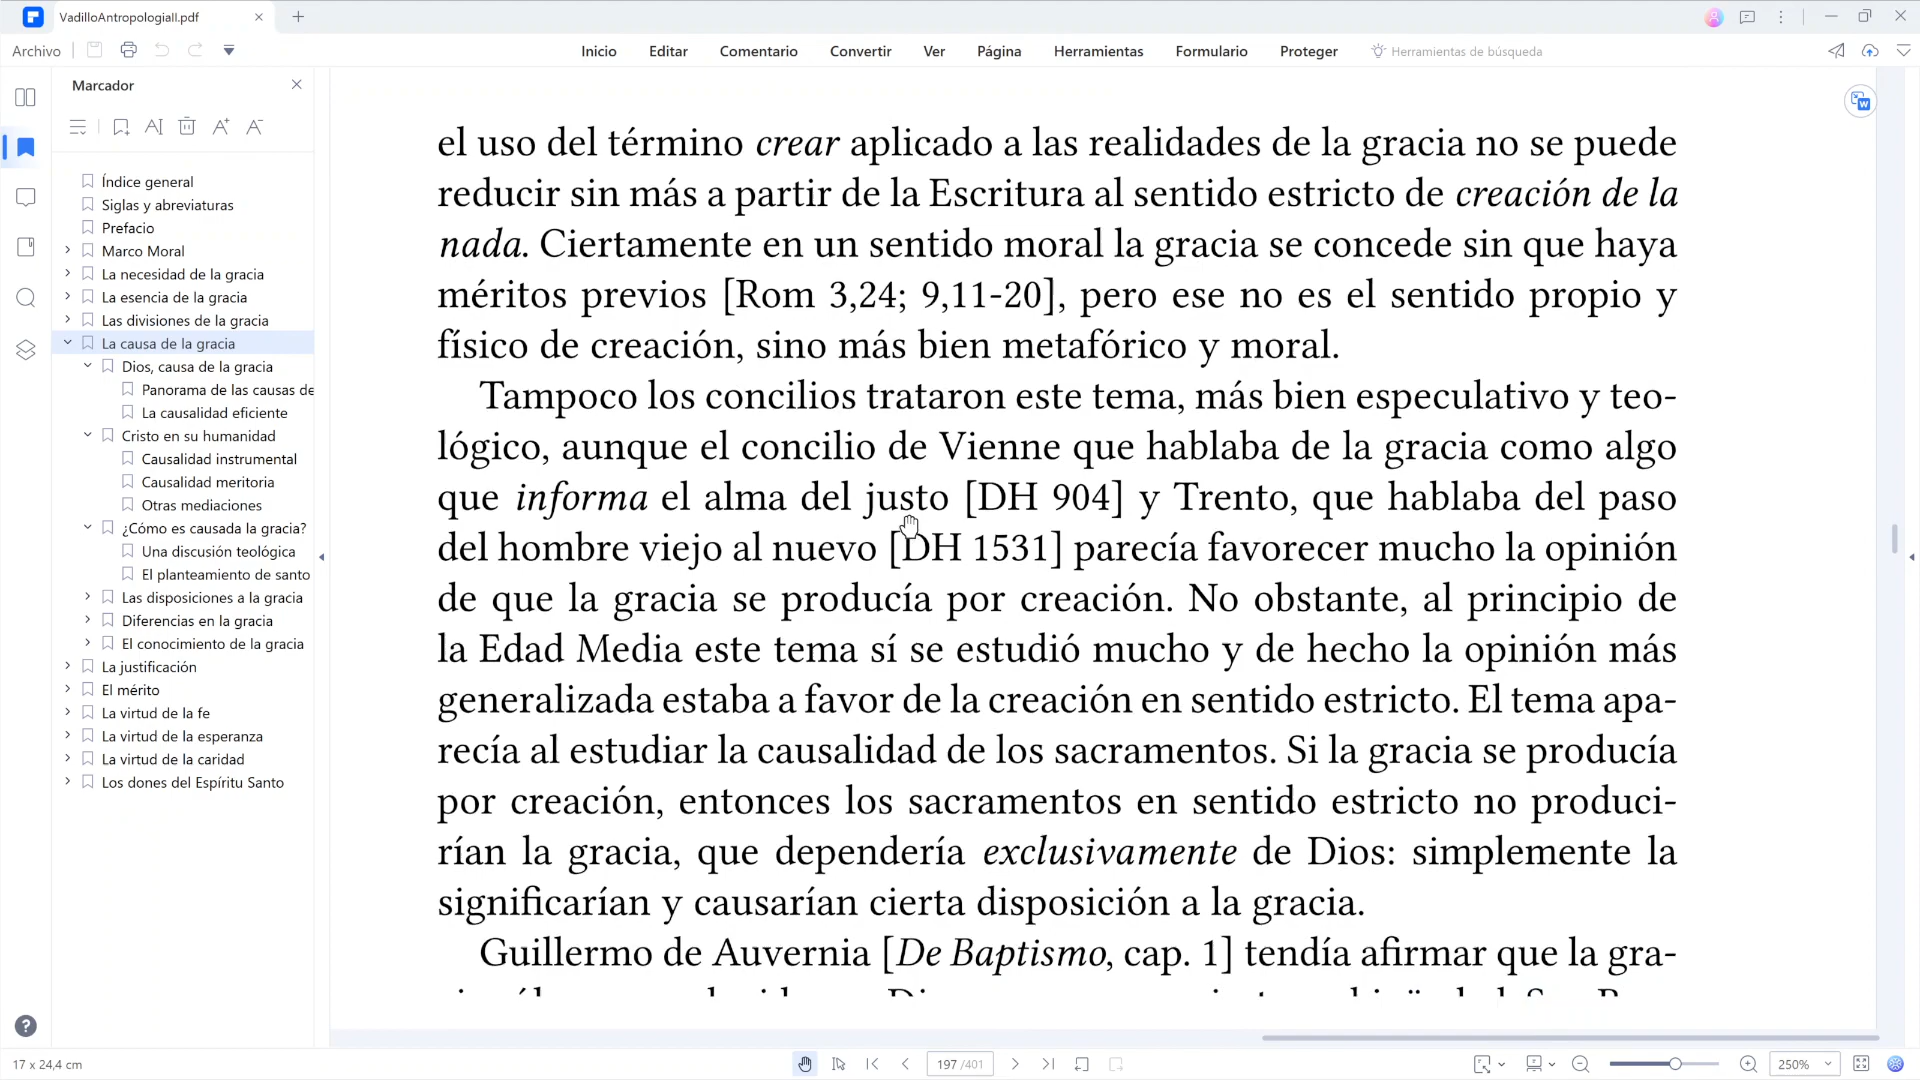 VadilloAntropologiaII.pdf
Archivo
Inicio
Editar
Comentario
Convertir
Ver
Página
Herramientas
Formulario
Proteger
Herramientas de búsqueda
Marcador
Índice general
Siglas y abreviaturas
Prefacio
Marco Moral
La necesidad de la gracia
La esencia de la gracia
Las divisiones de la gracia
La causa de la gracia
Dios, causa de la gracia
Panorama de las causas de
La causalidad eficiente
Cristo en su humanidad
Causalidad instrumental
Causalidad meritoria
Otras mediaciones
¿Cómo es causada la gracia?
Una discusión teológica
El planteamiento de santo
Las disposiciones a la gracia
Diferencias en la gracia
El conocimiento de la gracia
La justificación
El mérito
La virtud de la fe
La virtud de la esperanza
La virtud de la caridad
Los dones del Espíritu Santo
el uso del término crear aplicado a las realidades de la gracia no se puede
reducir sin más a partir de la Escritura al sentido estricto de creación de la
nada. Ciertamente en un sentido moral la gracia se concede sin que haya
méritos previos [Rom 3,24; 9,11-20], pero ese no es el sentido propio y
físico de creación, sino más bien metafórico y moral.
Tampoco los concilios trataron este tema, más bien especulativo y teo-
lógico, aunque el concilio de Vienne que hablaba de la gracia como algo
que informa el alma del justo [DH 904] y Trento, que hablaba del paso
del hombre viejo al nuevo [DH 1531] parecía favorecer mucho la opinión
de que la gracia se producía por creación. No obstante, al principio de
la Edad Media este tema sí se estudió mucho y de hecho la opinión más
generalizada estaba a favor de la creación en sentido estricto. El tema apa-
recía al estudiar la causalidad de los sacramentos. Si la gracia se producía
por creación, entonces los sacramentos en sentido estricto no produci-
rían la gracia, que dependería exclusivamente de Dios: simplemente la
significarían y causarían cierta disposición a la gracia.
Guillermo de Auvernia [De Baptismo, cap. 1] tendía afirmar que la gra-
17 x 24,4 cm
197 /401
250%